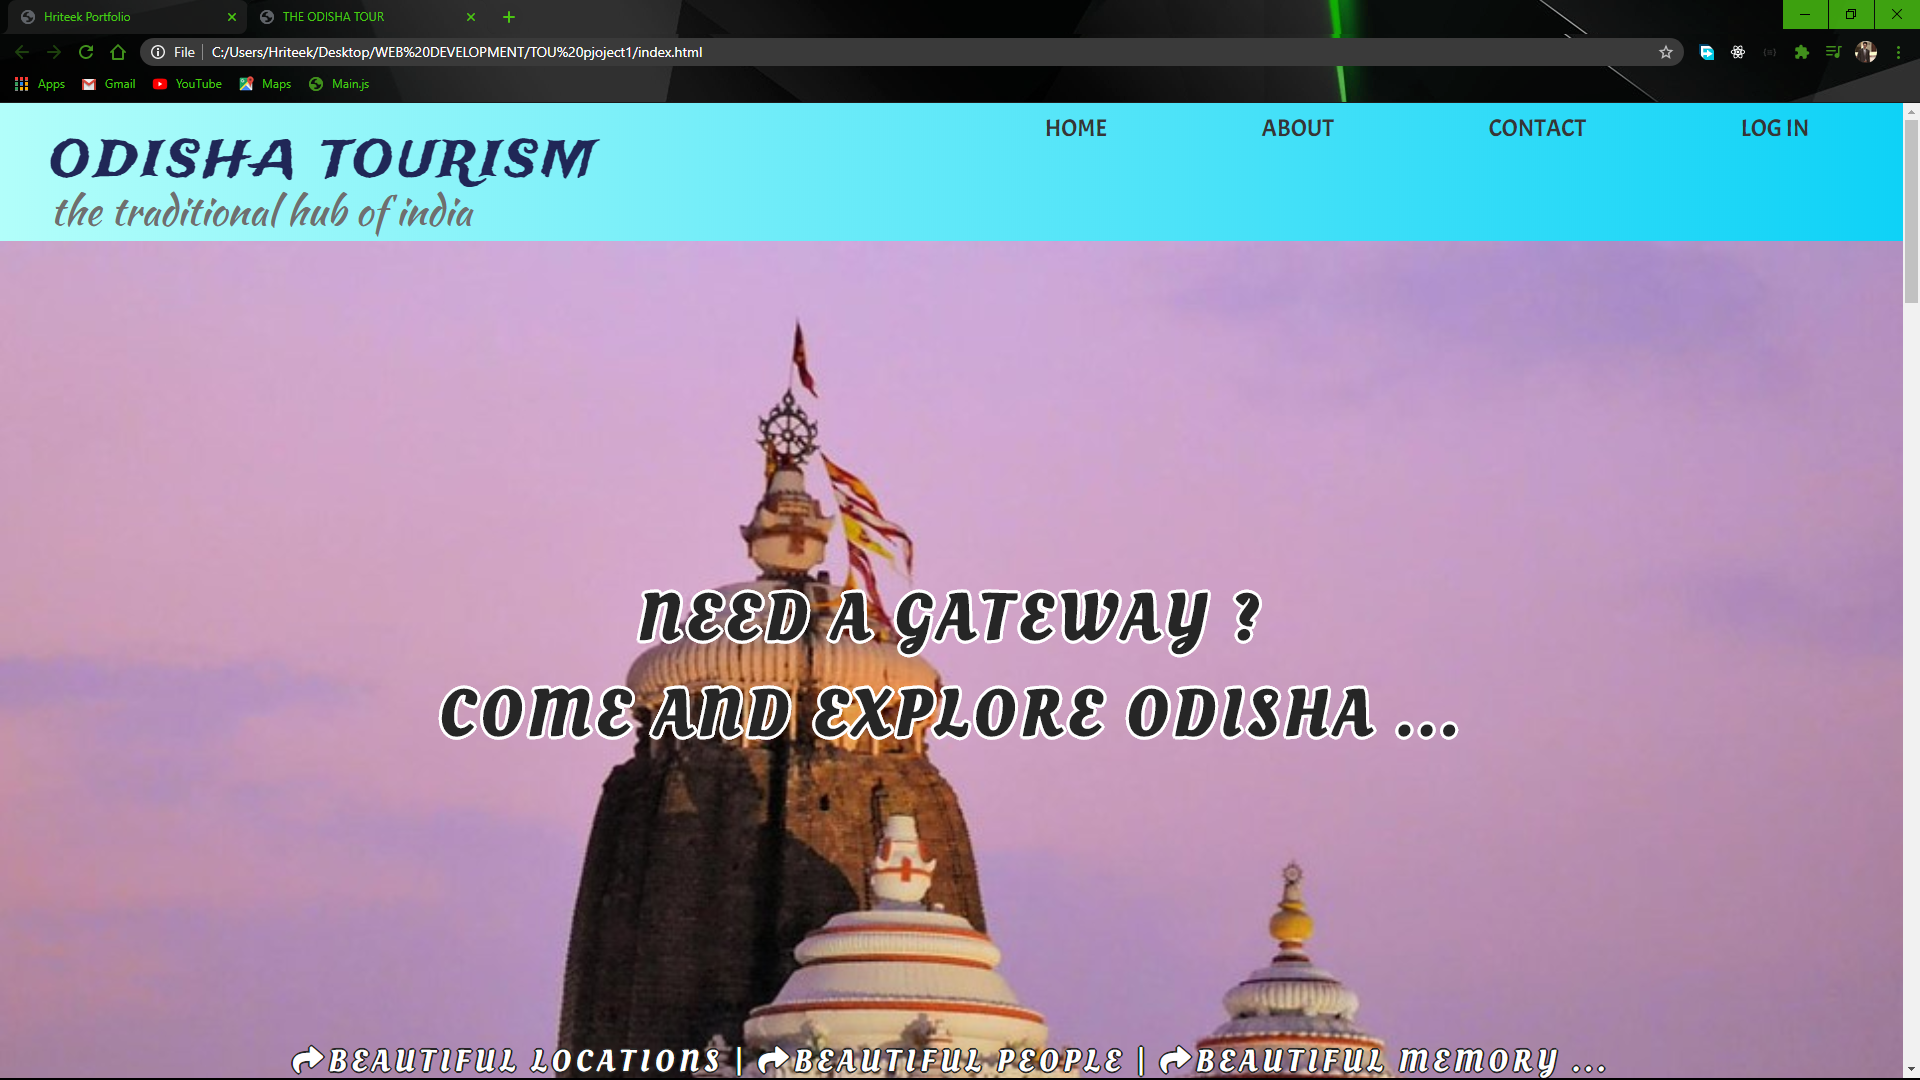 Hriteek Portfolio
THE ODISHA TOUR
File
C:/Users/Hriteek/Desktop/WEB%20DEVELOPMENT/TOU%20pjoject1/index.html
Apps
Gmail
YouTube
Maps
Main.js
HOME
ABOUT
CONTACT
LOG IN
ODISHA TOURISM
the traditional hub of india
NEED A GATEWAY ?
COME AND EXPLORE ODISHA ...
BEAUTIFUL LOCATIONS | BEAUTIFUL PEOPLE | BEAUTIFUL MEMORY ...